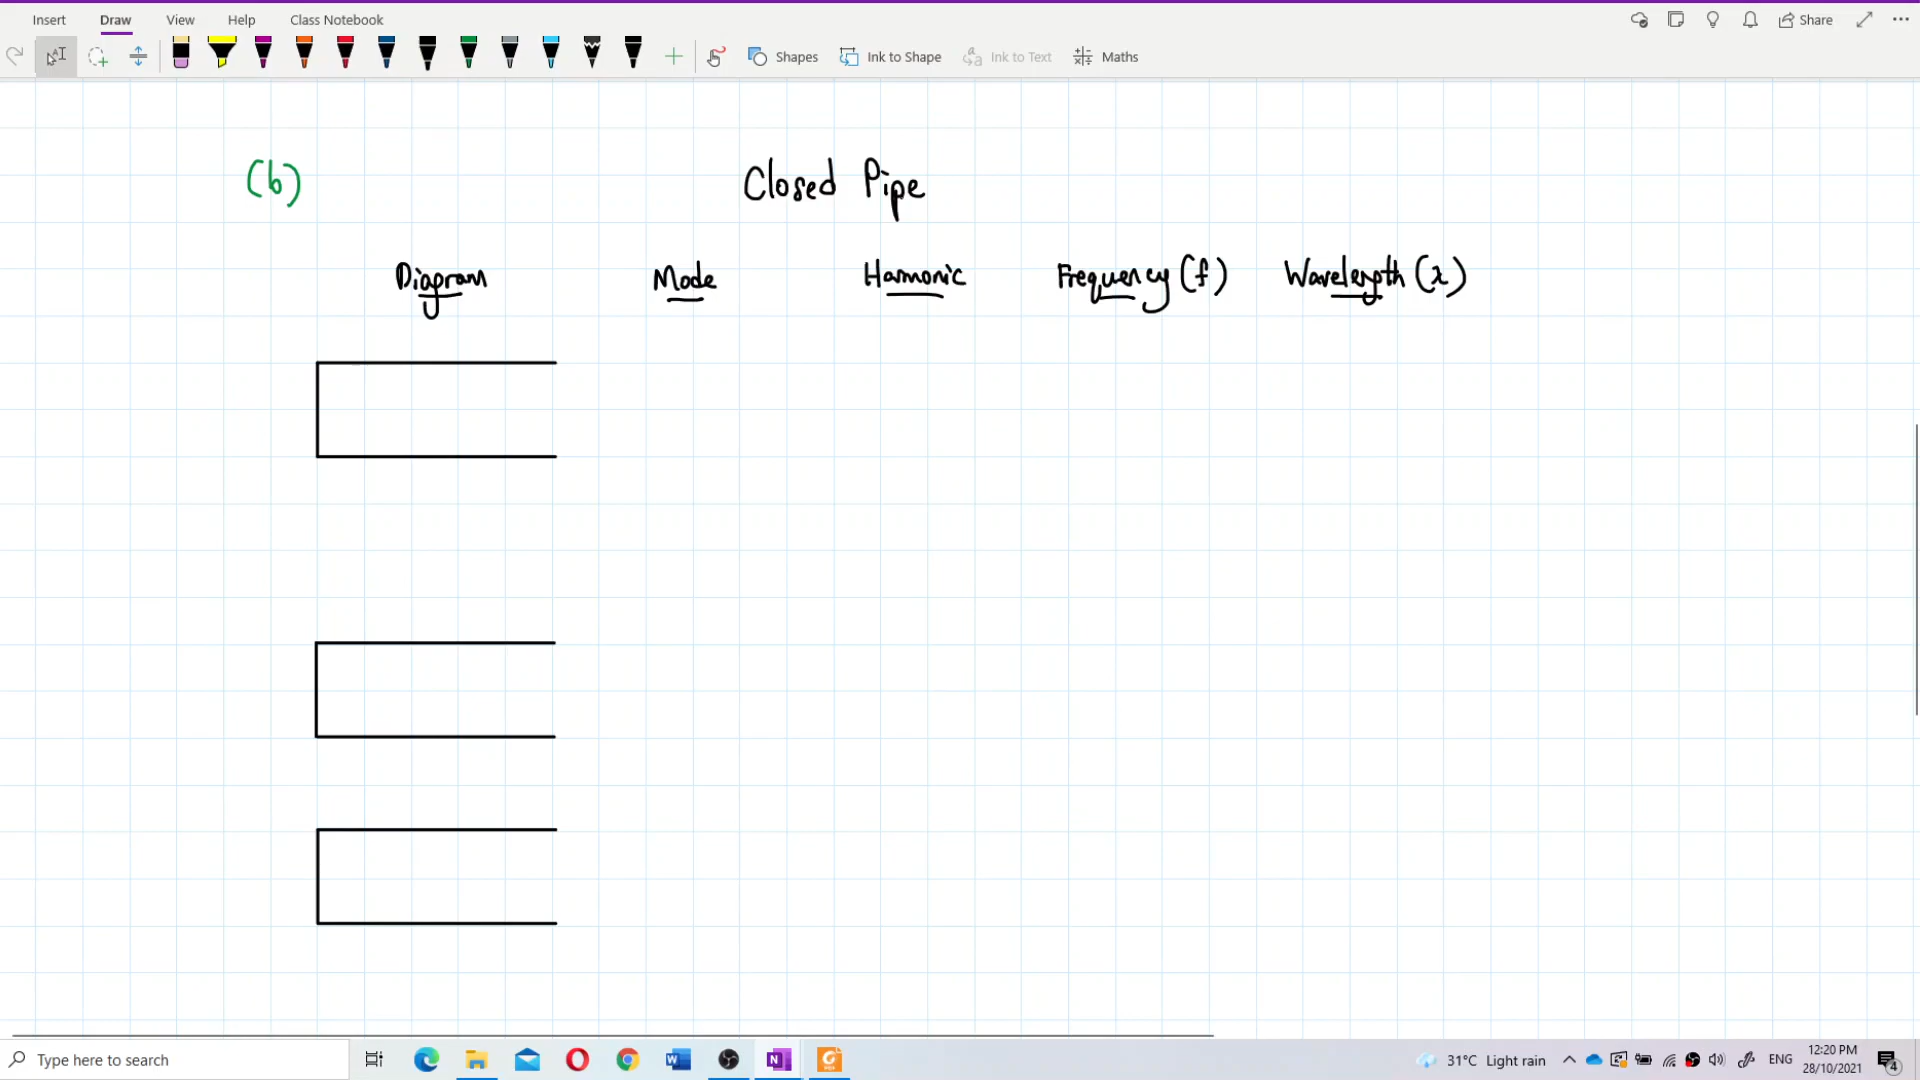 Insert Draw View Help Class Notebook Share
Shapes Ink to Shape Ink to Text Maths
(b) Closed Pipe
Diagram Mode Harmonic Frequency (f) Wavelength (λ)
Type here to search 31°C Light rain ENG 12:20 PM
28/10/2021 4